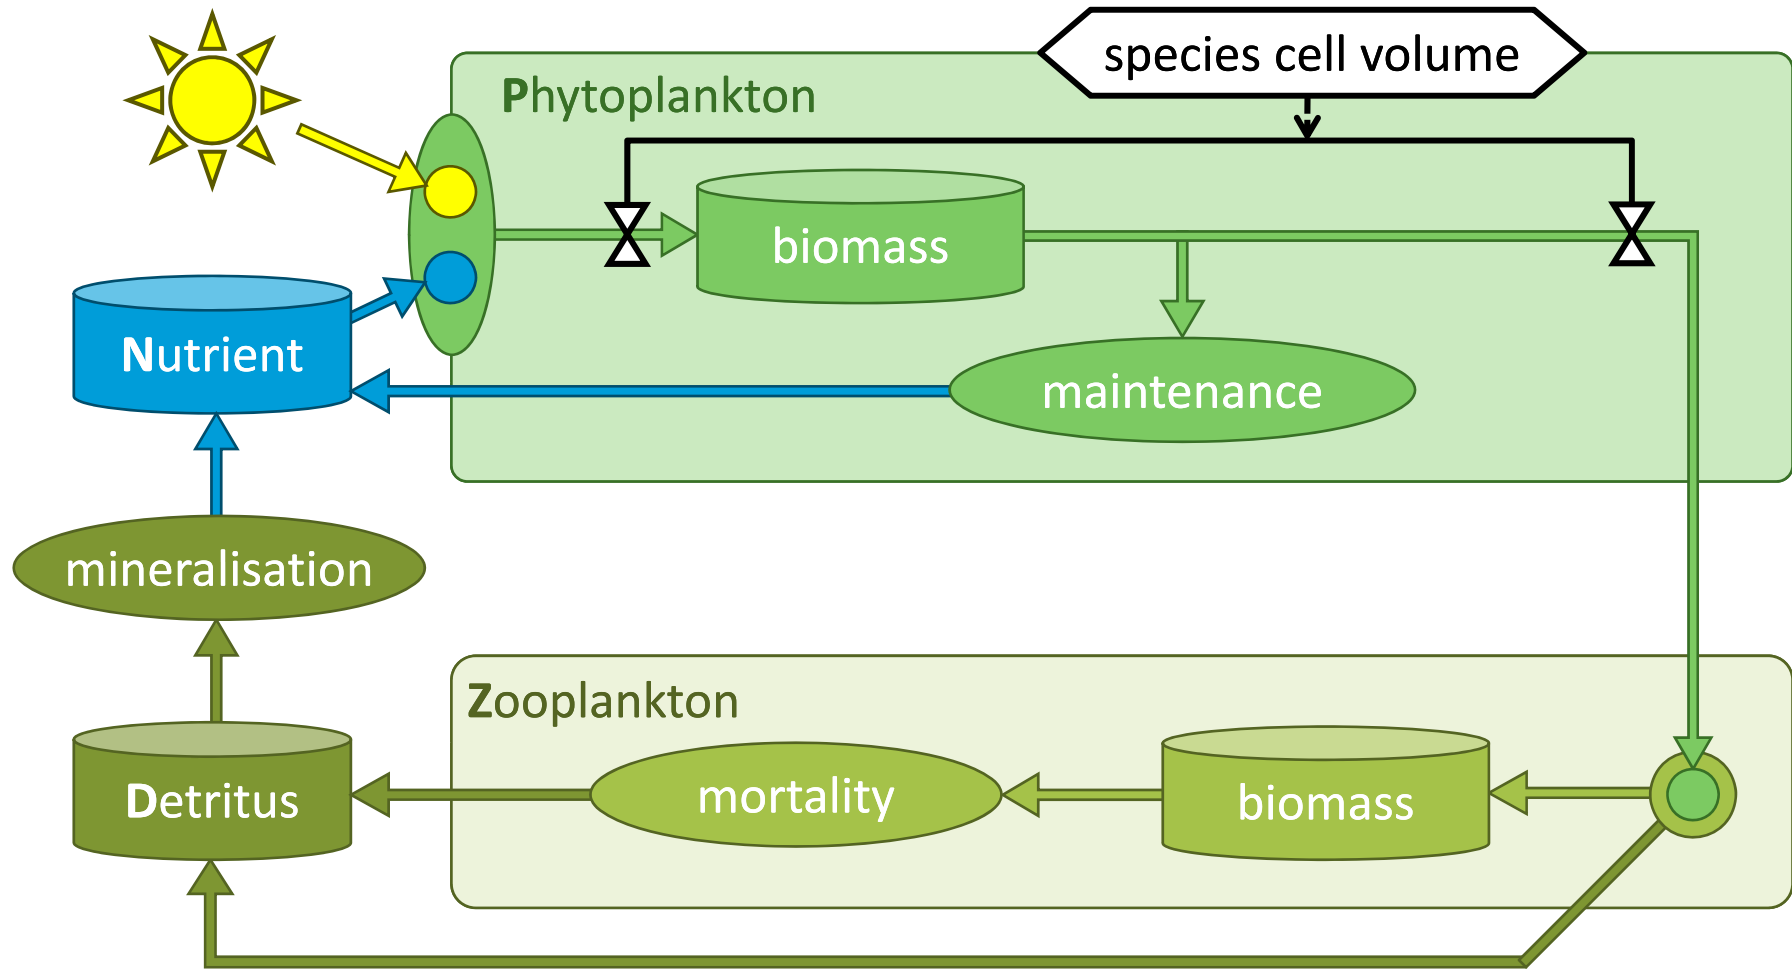 species cell volume
Phytoplankton
biomass
Nutrient
maintenance
mineralisation
Zooplankton
Detritus
mortality
biomass